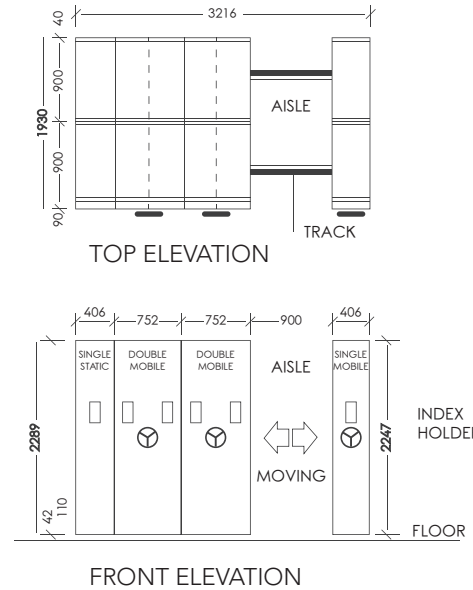 3216
40
900
1930
900
90
AISLE
TRACK
TOP ELEVATION
406
752
752
900
406
SINGLE
STATIC
DOUBLE
MOBILE
DOUBLE
MOBILE
AISLE
SINGLE
MOBILE
INDEX
HOLDE
2289
2247
MOVING
42
110
FLOOR
FRONT ELEVATION